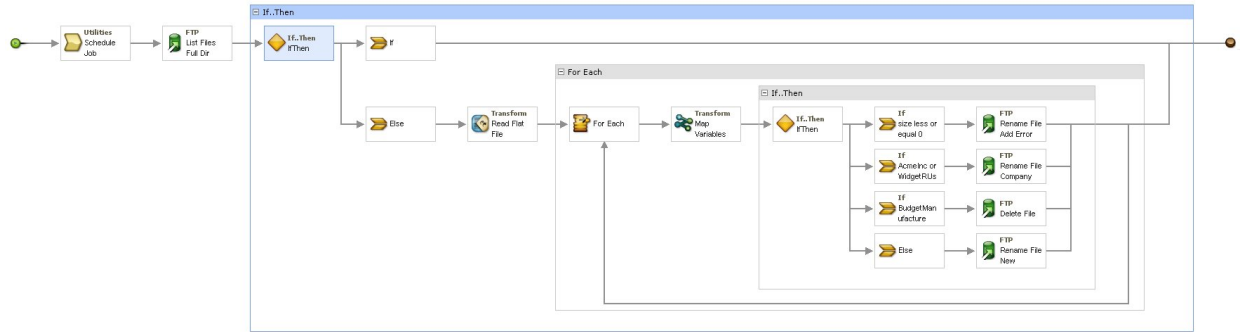 If..Then
Utilities
Schedule
Job
FTP
List Files
Full Dir
If..Then
IfThen
If
For Each
If..Then
Else
Transform
Read Flat
File
For Each
Transform
Map
Variables
If..Then
IfThen
If
size less or
equal 0
FTP
Rename File
Add Error
If
AcmeInc or
WidgetRUs
FTP
Rename File
Company
If
BudgetMan
ufacture
FTP
Delete File
Else
FTP
Rename File
New